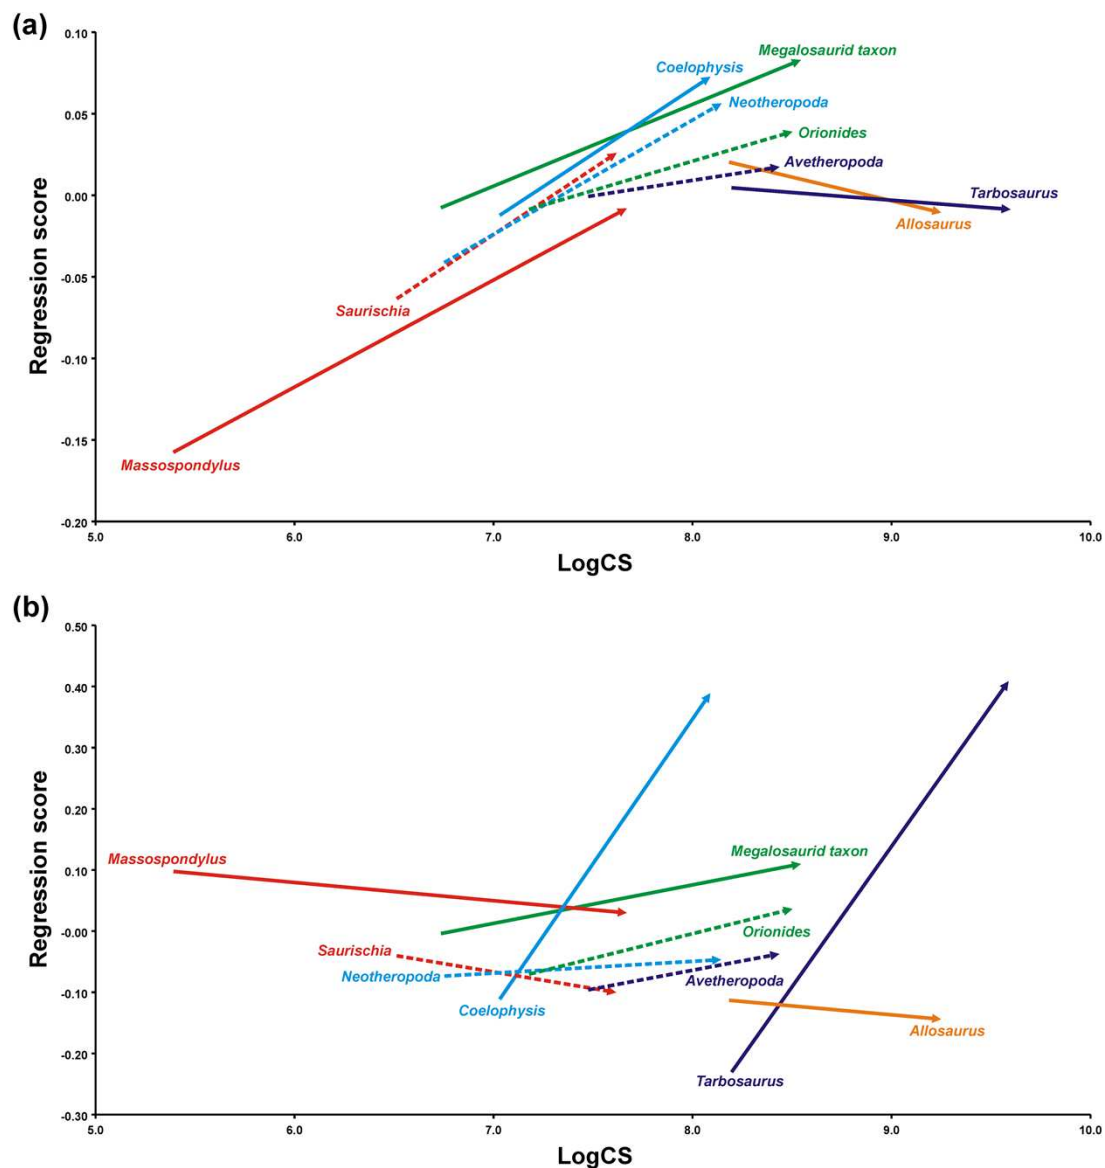 (a)
0.10
Megalosaurid taxon
Coelophysis
Neotheropoda
0.05
Orionides
Avetheropoda
0.00
Tarbosaurus
Allosaurus
Regression score
-0.05
Saurischia
-0.10
-0.15
Massospondylus
-0.20
5.0 6.0 7.0 8.0 9.0 10.0
LogCS
(b)
0.50
0.40
0.30
Regression score
0.20
Massospondylus
Megalosaurid taxon
0.10
-0.00
Orionides
Saurischia
Neotheropoda
Avetheropoda
-0.10
Coelophysis
Allosaurus
-0.20
Tarbosaurus
-0.30
5.0 6.0 7.0 8.0 9.0 10.0
LogCS